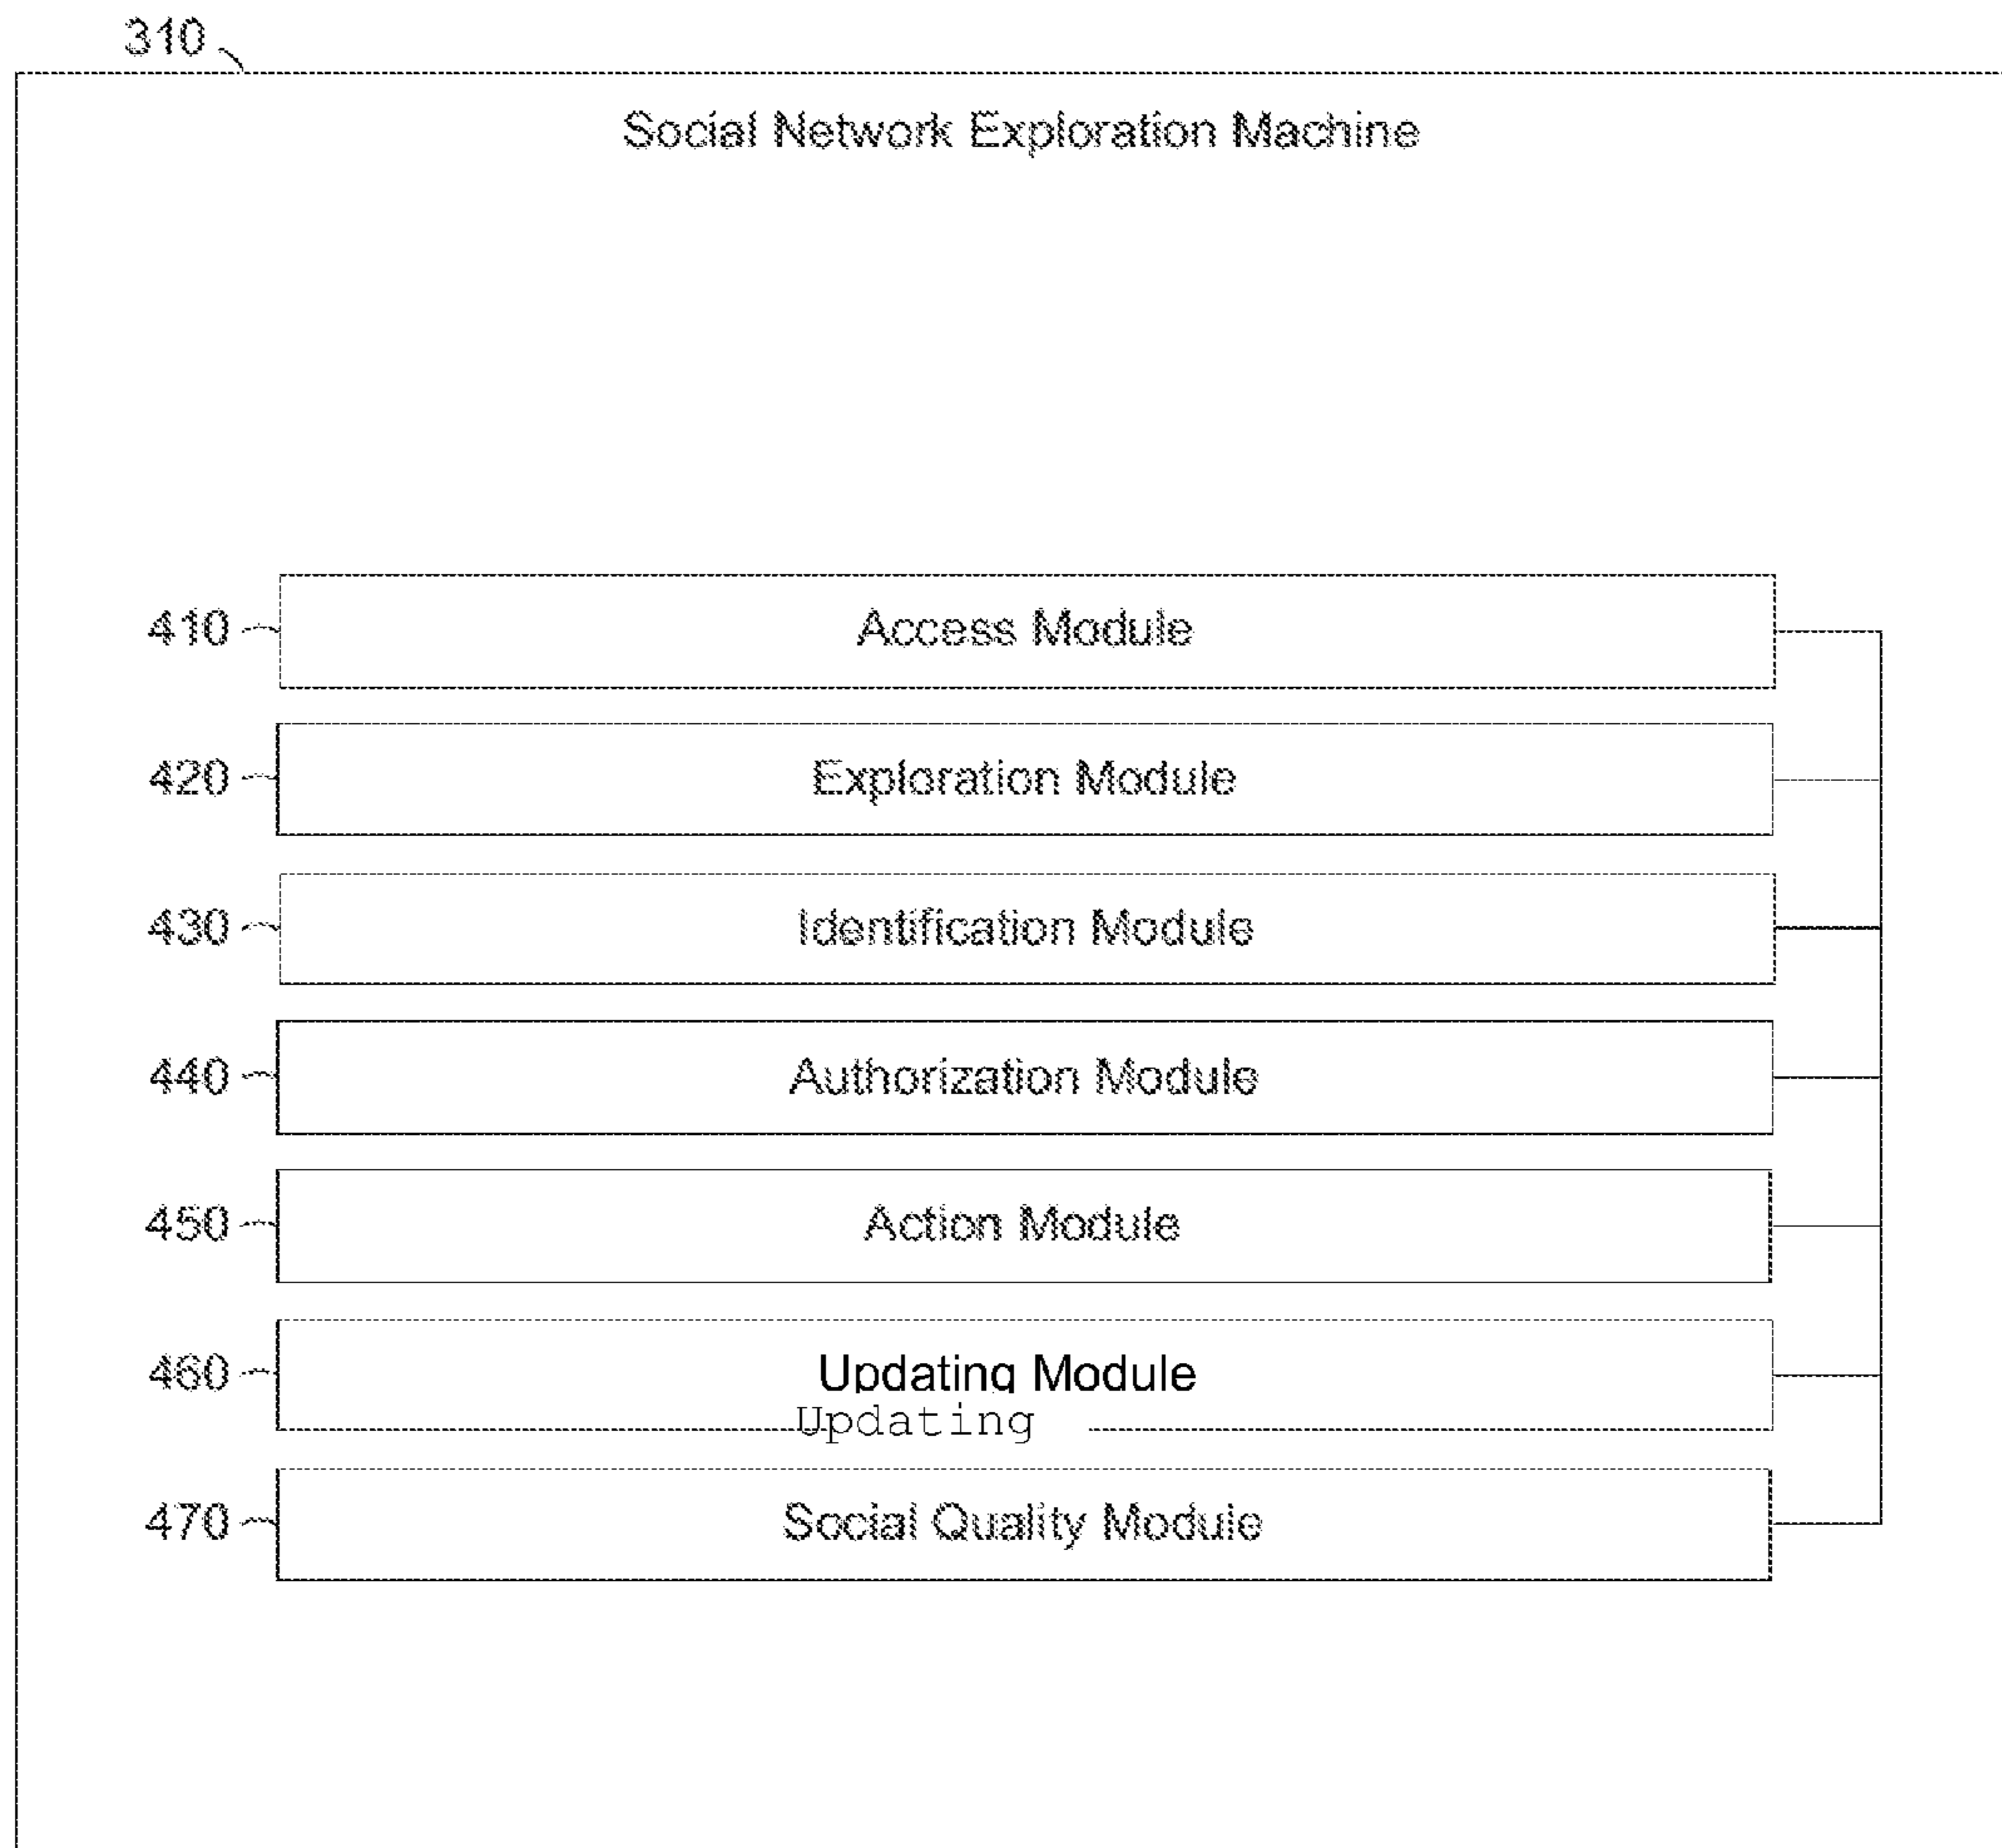 310
Social Network Exploration Machine
410 Access Module
420 Exploration Module
430 Identification Module
440 Authorization Module
450 Action Module
460 Updating Module
Updating
470 Social Quality Module